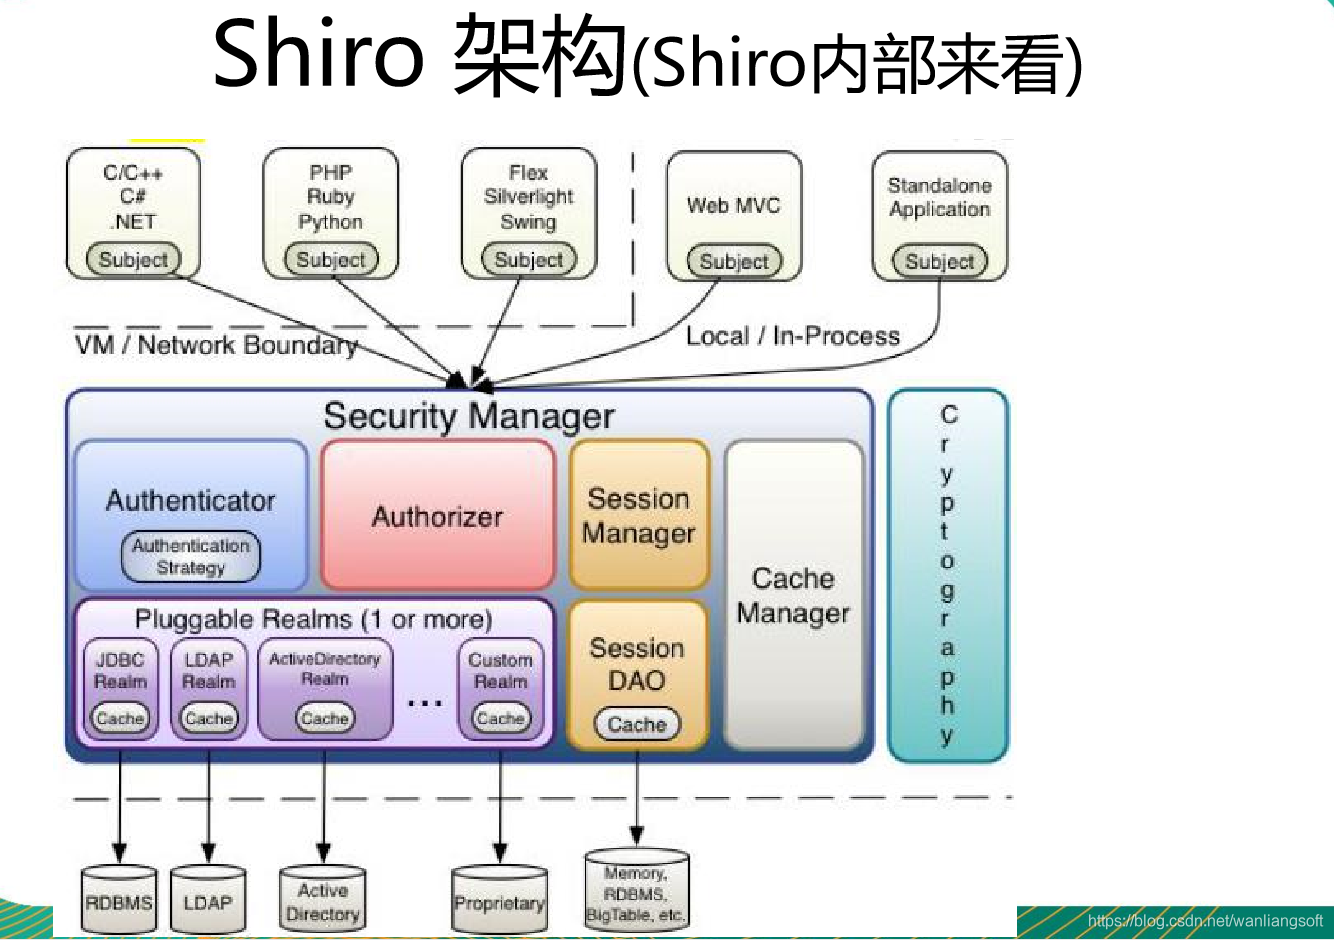 Shiro 架构(Shiro内部来看)
C/C++
C#
.NET
Subject
PHP
Ruby
Python
Subject
Flex
Silverlight
Swing
Subject
Web MVC
Subject
Standalone
Application
Subject
VM / Network Boundary
Local / In-Process
Security Manager
Authenticator
Authentication
Strategy
Authorizer
Session
Manager
Cache
Manager
Cryptography
Pluggable Realms (1 or more)
JDBC
Realm
Cache
LDAP
Realm
Cache
ActiveDirectory
Realm
Cache
...
Custom
Realm
Cache
Session
DAO
Cache
RDBMS
LDAP
Active
Directory
Proprietary
Memory,
RDBMS,
BigTable, etc.
https://blog.csdn.net/wanliangsoft